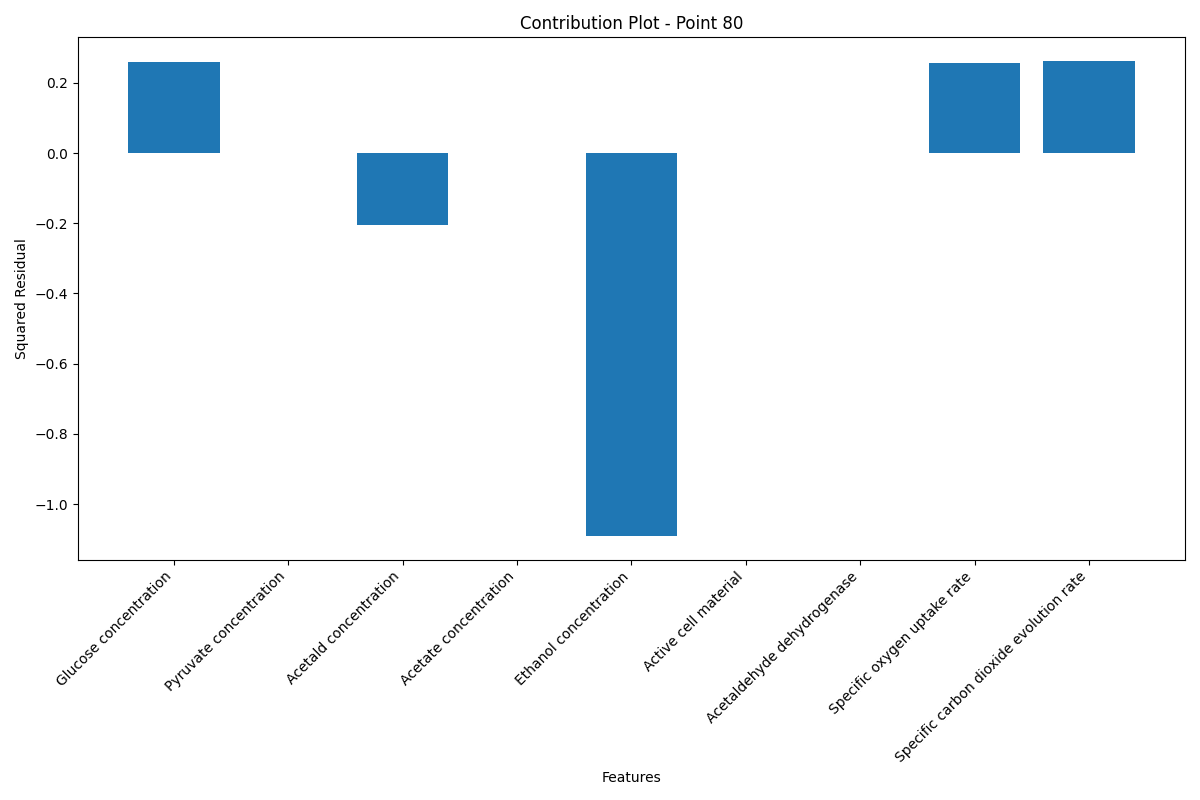 Contribution Plot - Point 80
Squared Residual
0.2
0.0
−0.2
−0.4
−0.6
−0.8
−1.0
Glucose concentration
Pyruvate concentration
Acetald concentration
Acetate concentration
Ethanol concentration
Active cell material
Acetaldehyde dehydrogenase
Specific oxygen uptake rate
Specific carbon dioxide evolution rate
Features